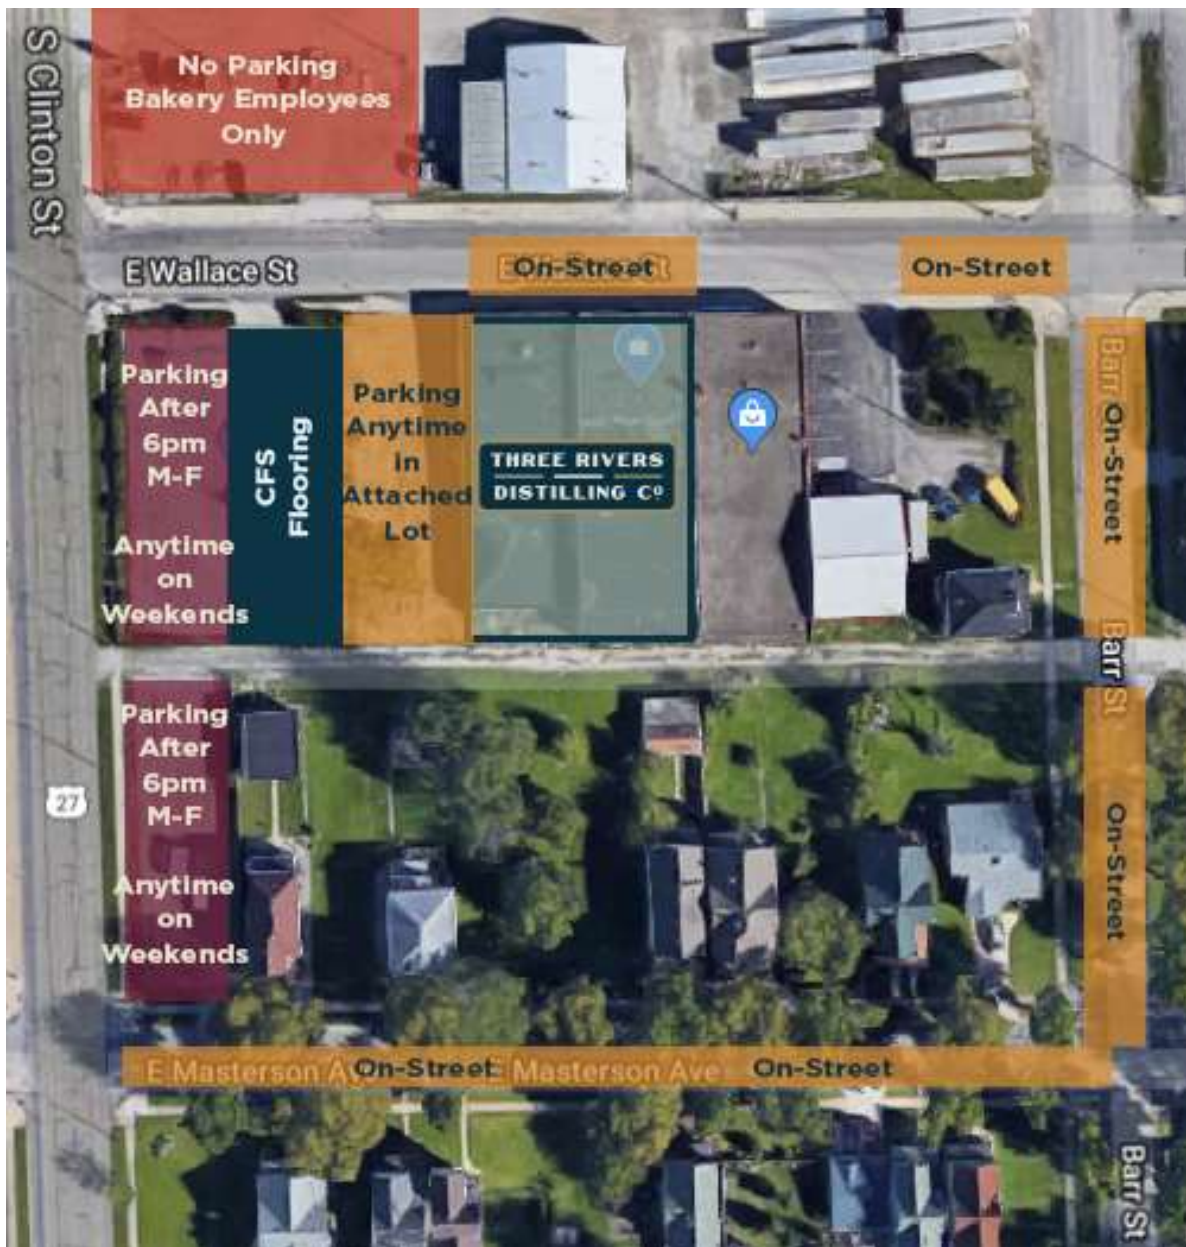 S Clinton St
No Parking
Bakery Employees
Only
E Wallace St
On-Street
On-Street
Parking
After
6pm
M-F
Anytime
on
Weekends
CFS
Flooring
Parking
Anytime
in
Attached
Lot
THREE RIVERS
DISTILLING Cº
Barr
On-Street
Barr St
Parking
After
6pm
M-F
Anytime
on
Weekends
27
On-Street
E Masterson
On-Street
E Masterson Ave
On-Street
Barr St